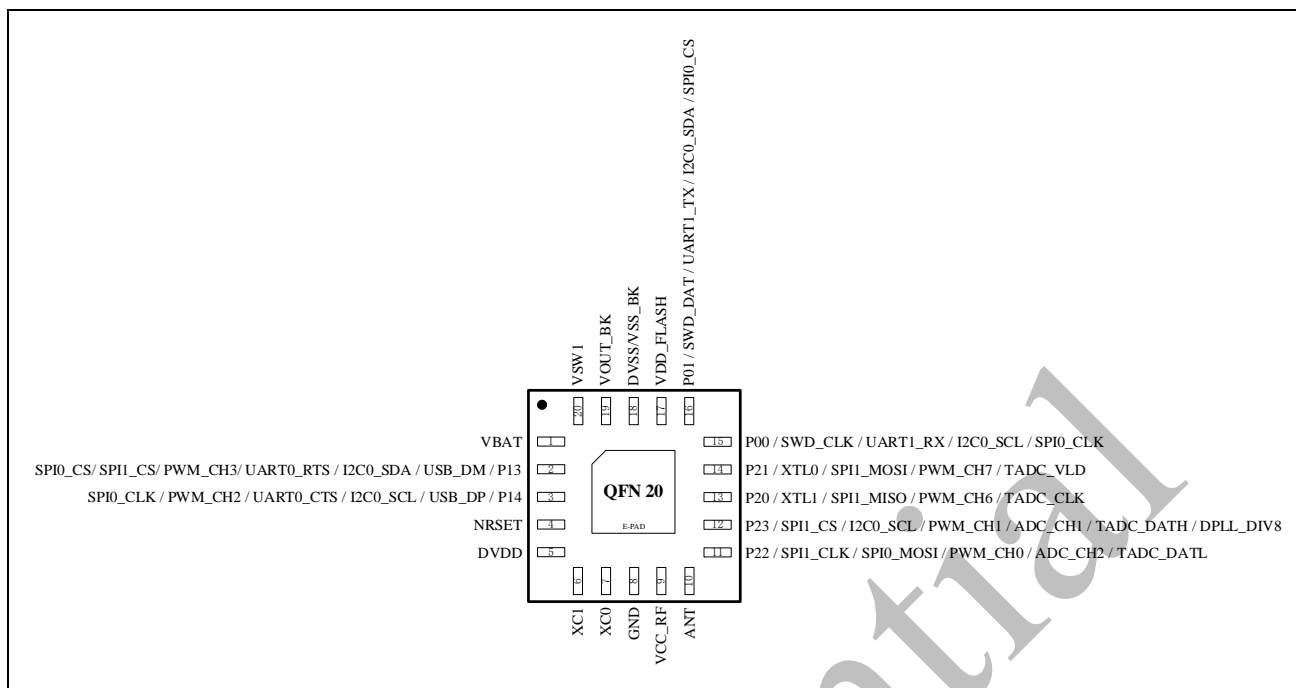 P01 / SWD_DAT / UART1_TX / I2C0_SDA / SPI0_CS
VDD_FLASH
DVSS/VSS_BK
VOUT_BK
VSW1
20
19
18
17
16
VBAT
1
SPI0_CS/ SPI1_CS/ PWM_CH3/ UART0_RTS / I2C0_SDA / USB_DM / P13
2
SPI0_CLK / PWM_CH2 / UART0_CTS / I2C0_SCL / USB_DP / P14
3
NRSET
4
DVDD
5
QFN 20
E-PAD
15
P00 / SWD_CLK / UART1_RX / I2C0_SCL / SPI0_CLK
14
P21 / XTL0 / SPI1_MOSI / PWM_CH7 / TADC_VLD
13
P20 / XTL1 / SPI1_MISO / PWM_CH6 / TADC_CLK
12
P23 / SPI1_CS / I2C0_SCL / PWM_CH1 / ADC_CH1 / TADC_DATH / DPLL_DIV8
11
P22 / SPI1_CLK / SPI0_MOSI / PWM_CH0 / ADC_CH2 / TADC_DATL
6
7
8
9
10
XC1
XC0
GND
VCC_RF
ANT
ential